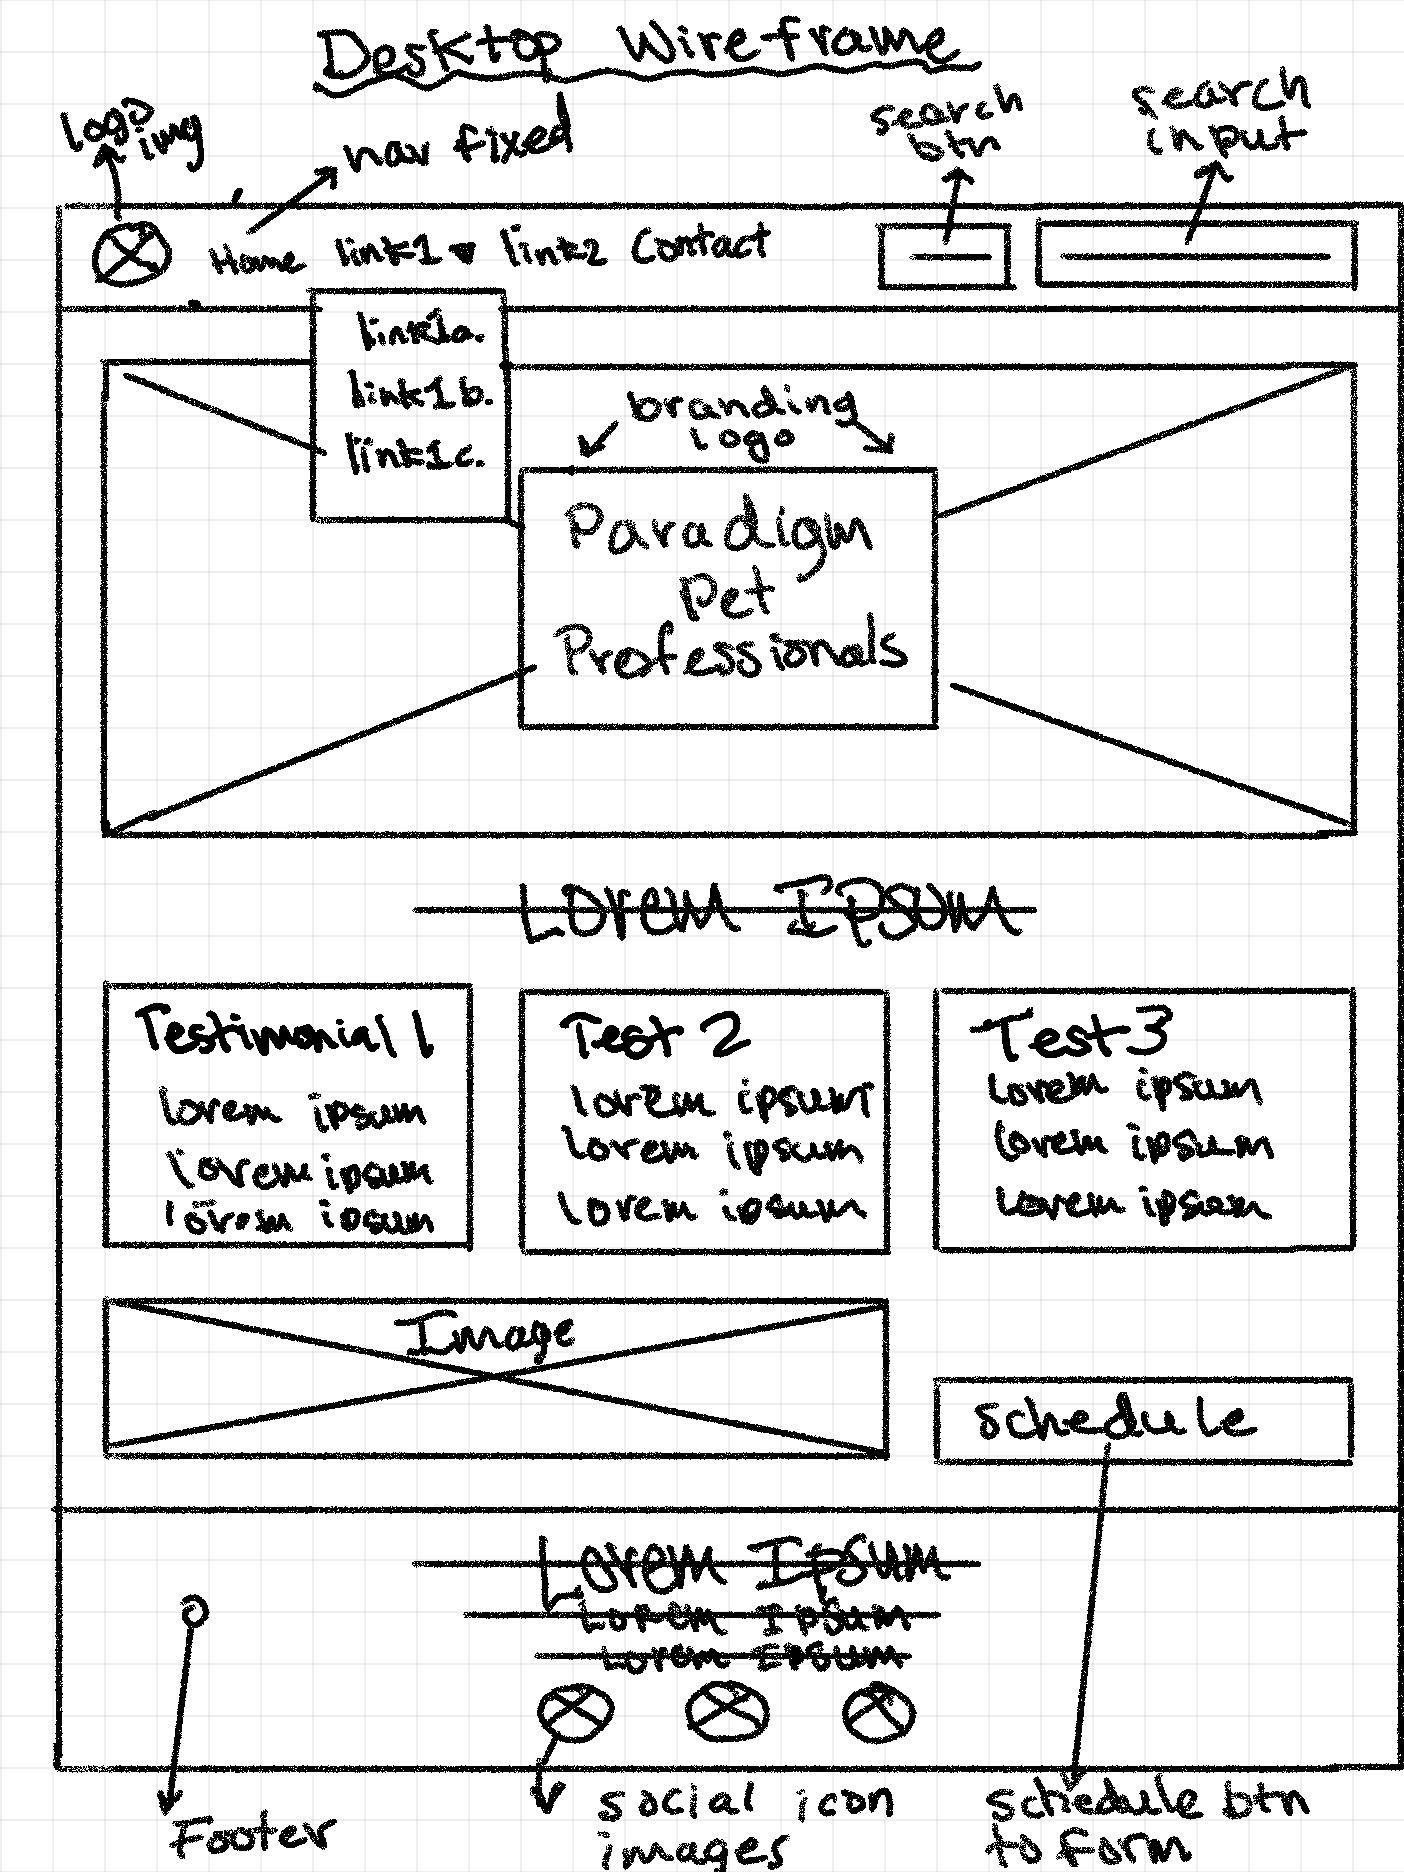 Desktop Wireframe
logo img
nav fixed
search btn
search input
Home link1 ▼ link2 Contact
link1a.
link1b.
link1c.
branding
logo
Paradigm
Pet
Professionals
Lorem Ipsum
Testimonial 1
lorem ipsum
lorem ipsum
lorem ipsum
Test 2
lorem ipsum
lorem ipsum
lorem ipsum
Test 3
lorem ipsum
lorem ipsum
lorem ipsum
Image
schedule
Lorem Ipsum
Lorem Ipsum
Lorem Ipsum
Footer
social icon
images
schedule btn
to form